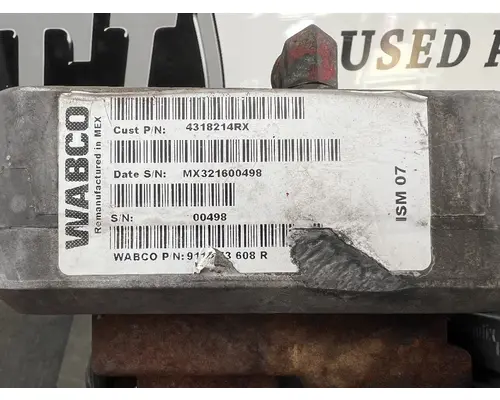 USED
WABCO
Remanufactured in MEX
Cust P/N: 4318214RX
Date S/N: MX321600498
S/N: 00498
WABCO P/N: 608 R
ISM 07